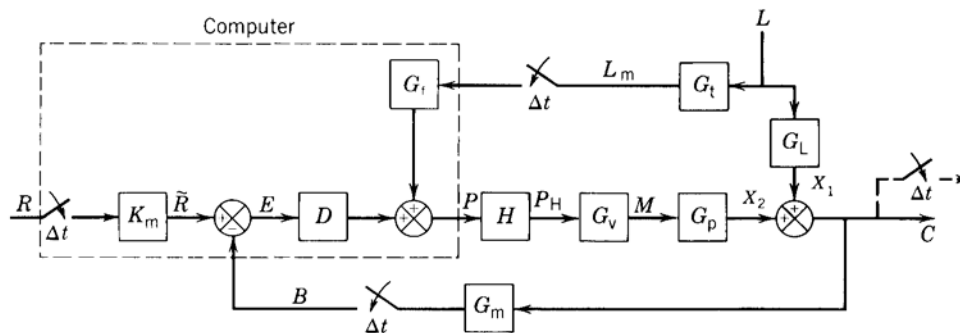 Computer
L
L_m
G_f
Δt
G_t
G_L
X_1
Δt
R
Δt
K_m
R̃
E
D
P
H
P_H
G_v
M
G_p
X_2
C
B
Δt
G_m
+
−
+
+
+
+